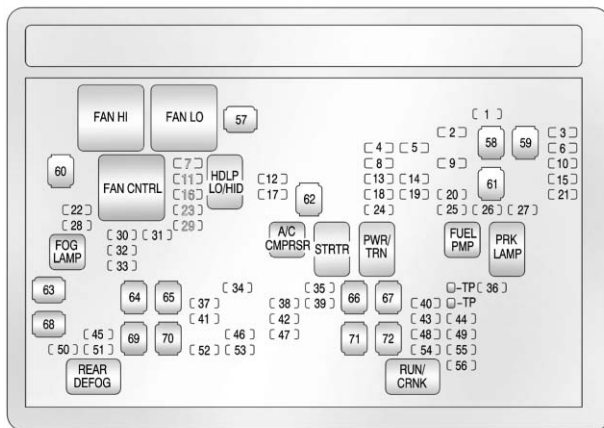 FAN HI FAN LO 57
1
2 58 59 3
4 5 6
60 FAN CNTRL 7 HDLP LO/HID 8 9 10
11 12 13 14 61 15
16 17 62 18 19 20 21
22 23 24 25 26 27
28 29
FOG LAMP 30 31 A/C CMPRSR STRTR PWR/TRN FUEL PMP PRK LAMP
32
33
63 64 65 34 35 66 67 -TP 36
37 38 39 40 -TP
68 41 42 43 44
45 69 70 46 47 71 72 48 49
50 51 52 53 54 55
56
REAR DEFOG RUN/CRNK